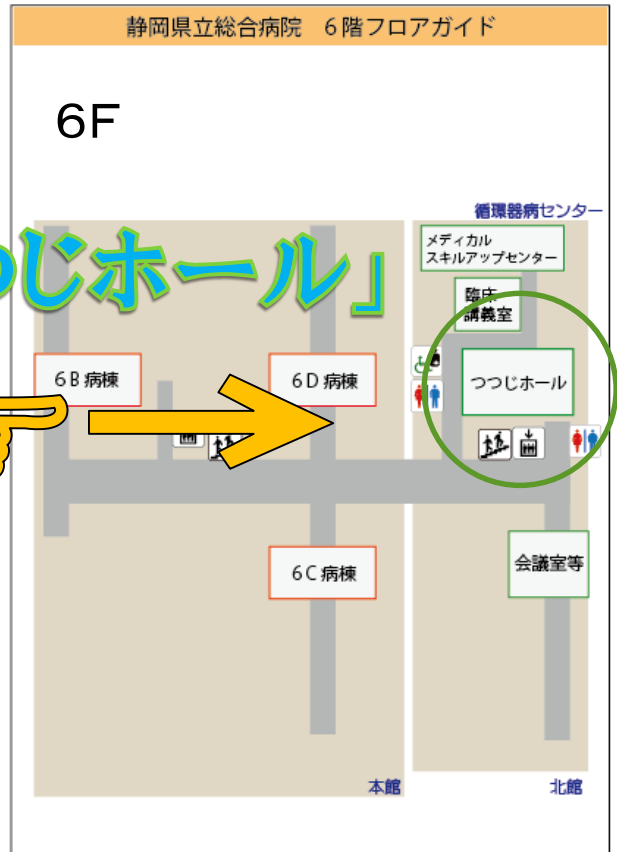 静岡県立総合病院　6階フロアガイド
6F
循環器病センター
メディカル
スキルアップセンター
つじホール」
臨床
講義室
6B病棟
6D病棟
つつじホール
6C病棟
会議室等
本館
北館